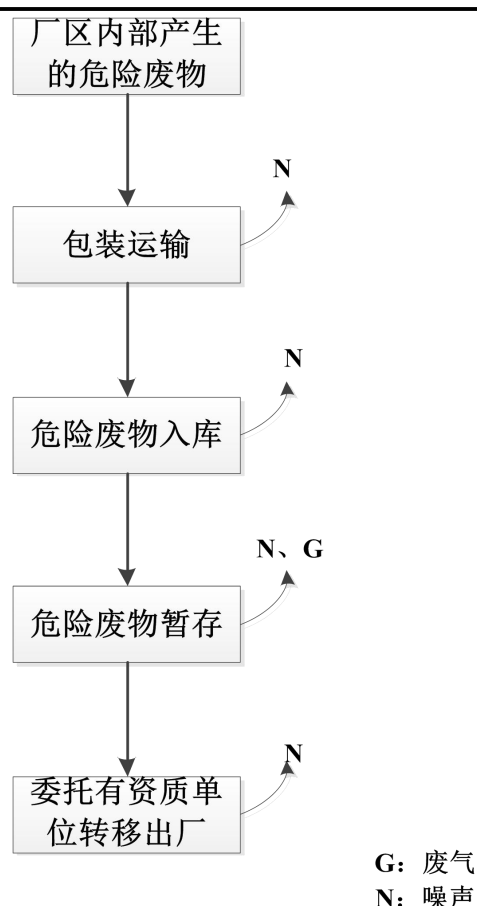 厂区内部产生
的危险废物
N
包装运输
N
危险废物入库
N、G
危险废物暂存
N
委托有资质单
位转移出厂
G：废气
N：噪声